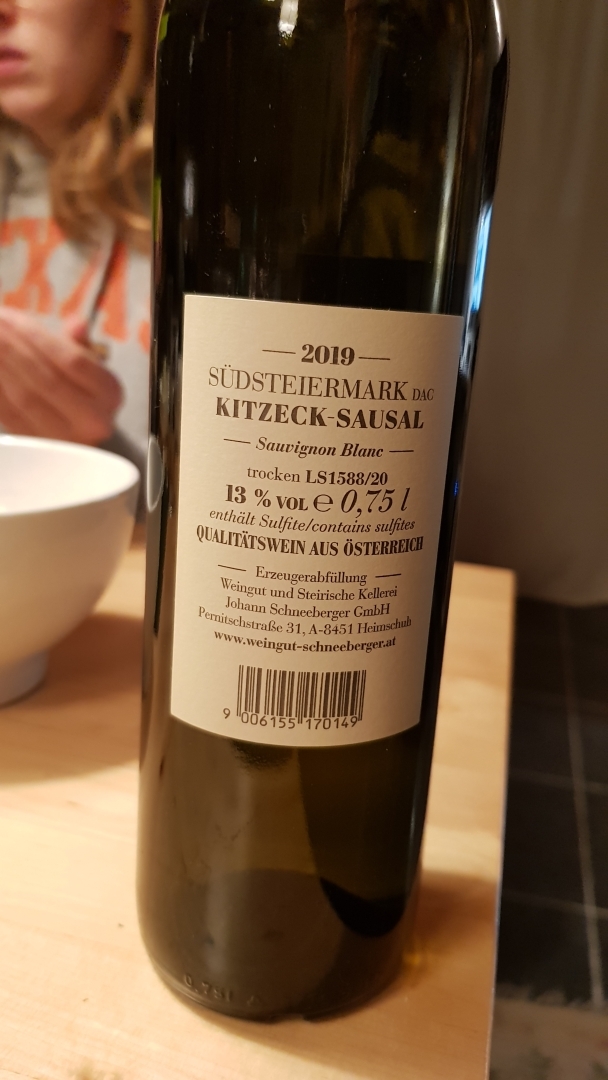 2019
SÜDSTEIERMARK DAC
KITZECK-SAUSAL
Sauvignon Blanc
trocken LS1588/20
13 % VOL ℮ 0,75 l
enthält Sulfite/contains sulfites
QUALITÄTSWEIN AUS ÖSTERREICH
Erzeugerabfüllung
Weingut und Steirische Kellerei
Johann Schneeberger GmbH
Pernitschstraße 31, A-8451 Heimschuh
www.weingut-schneeberger.at
9 006155 170149